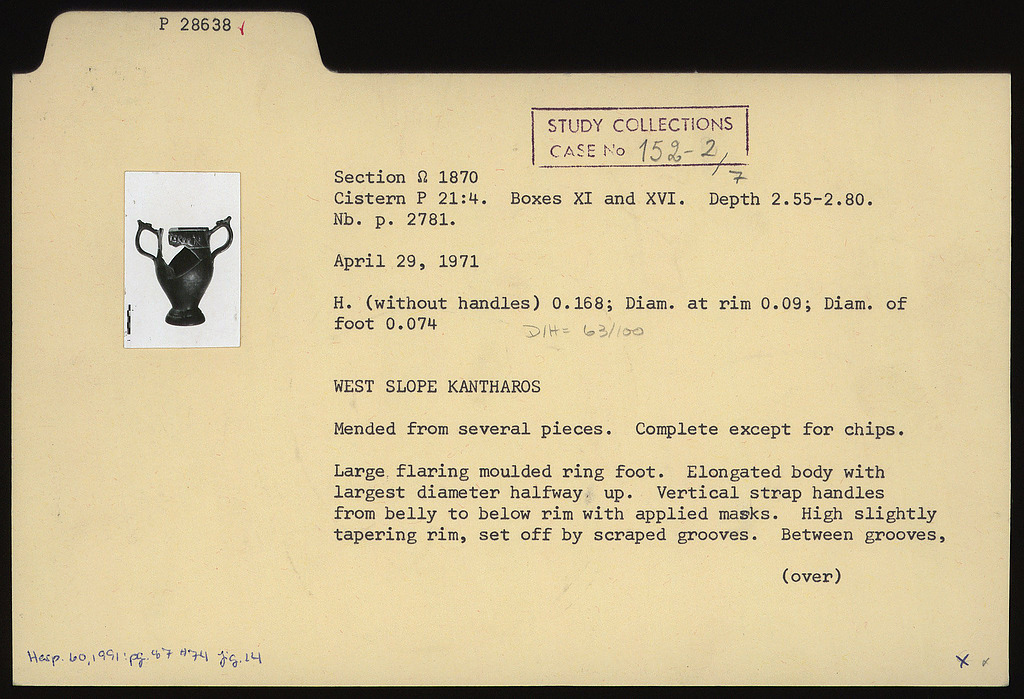 P 28638
STUDY COLLECTIONS
CASE No 152-2/7
Section Ω 1870
Cistern P 21:4. Boxes XI and XVI. Depth 2.55-2.80.
Nb. p. 2781.
April 29, 1971
H. (without handles) 0.168; Diam. at rim 0.09; Diam. of
foot 0.074
D/H= 63/100
WEST SLOPE KANTHAROS
Mended from several pieces. Complete except for chips.
Large flaring moulded ring foot. Elongated body with
largest diameter halfway up. Vertical strap handles
from belly to below rim with applied masks. High slightly
tapering rim, set off by scraped grooves. Between grooves,
(over)
Hesp. 60, 1991: pg. 87 #74 fig. 14
X ✓